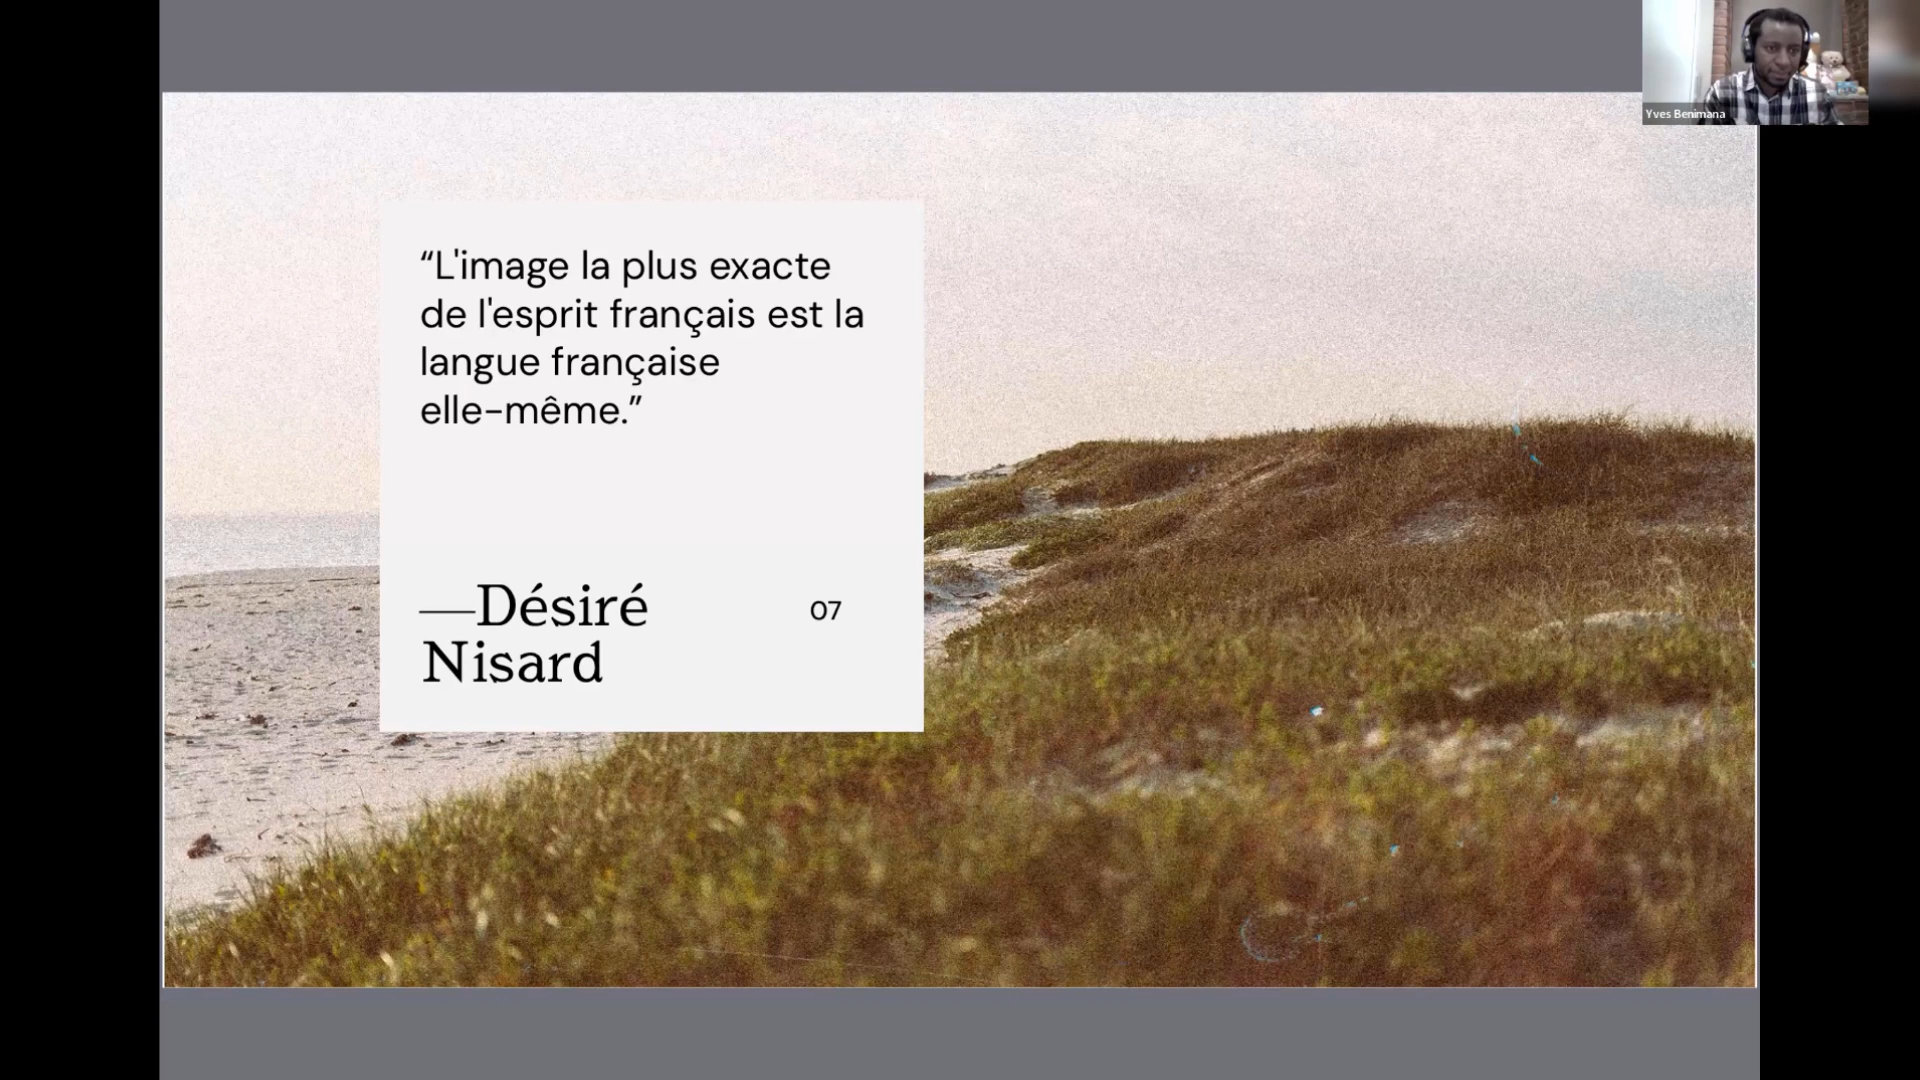 Yves Benimana
“L'image la plus exacte
de l'esprit français est la
langue française
elle-même.”
—Désiré
Nisard
07